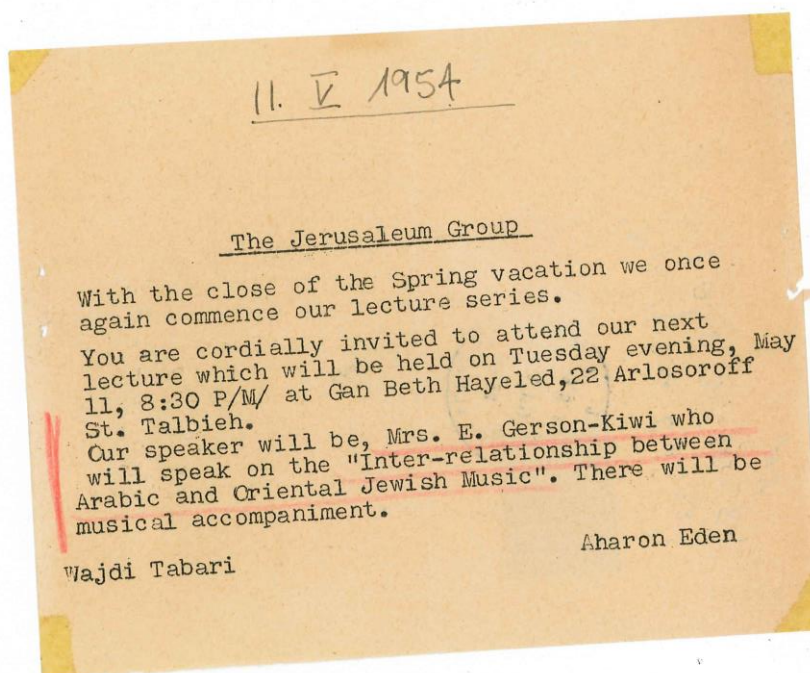 11. V 1954
The Jerusaleum Group
With the close of the Spring vacation we once
again commence our lecture series.
You are cordially invited to attend our next
lecture which will be held on Tuesday evening, May
11, 8:30 P/M/ at Gan Beth Hayeled,22 Arlosoroff
St. Talbieh.
Our speaker will be, Mrs. E. Gerson-Kiwi who
will speak on the "Inter-relationship between
Arabic and Oriental Jewish Music". There will be
musical accompaniment.
Wajdi Tabari
Aharon Eden